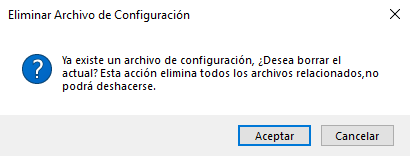 Eliminar Archivo de Configuración
Ya existe un archivo de configuración, ¿Desea borrar el
actual? Esta acción elimina todos los archivos relacionados,no
podrá deshacerse.
Aceptar
Cancelar